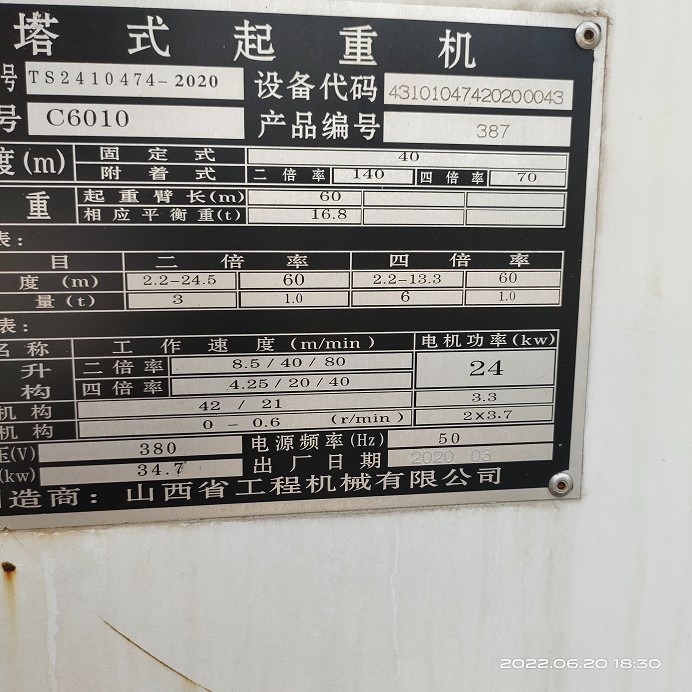 塔式起重机
号 TS2410474-2020 设备代码 43101047420200043
号 C6010 产品编号 387
度(m) 固定式 40
附着式 二倍率 140 四倍率 70
重 起重臂长(m) 60
相应平衡重(t) 16.8
表:
目 二倍率 四倍率
度(m) 2.2-24.5 60 2.2-13.3 60
量(t) 3 1.0 6 1.0
表:
名称 工作速度(m/min) 电机功率(kw)
升 二倍率 8.5/40/80 24
构 四倍率 4.25/20/40
机构 42/21 3.3
机构 0-0.6 (r/min) 2×3.7
压(V) 380 电源频率(Hz) 50
(kw) 34.7 出厂日期 2020 03
造商:山西省工程机械有限公司
2022.06.20 18:30